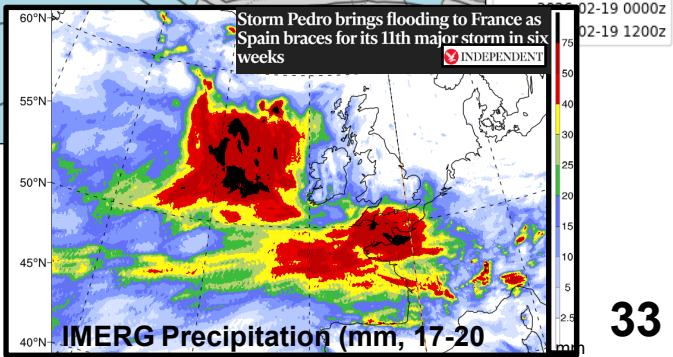 02-19 0000z
02-19 1200z
Storm Pedro brings flooding to France as
Spain braces for its 11th major storm in six
weeks
INDEPENDENT
60°N
55°N
50°N
45°N
40°N
75
50
40
30
25
20
15
10
5
2.5
mm
IMERG Precipitation (mm, 17-20
33